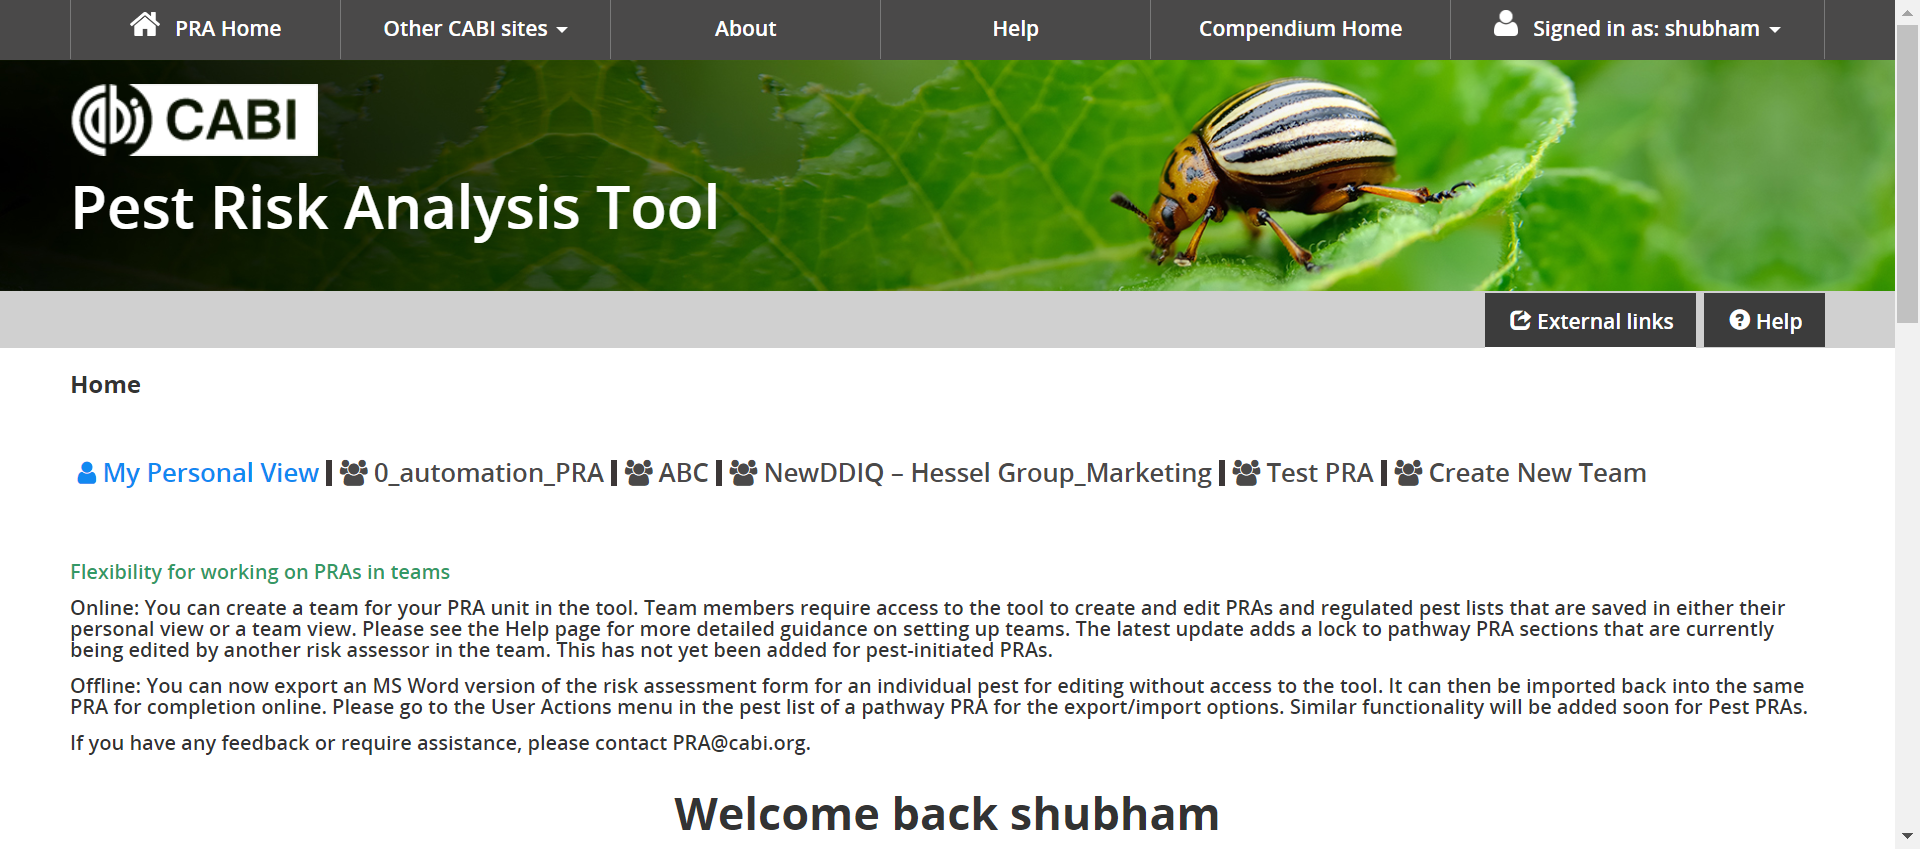 PRA Home
Other CABI sites
About
Help
Compendium Home
Signed in as: shubham
CABI
Pest Risk Analysis Tool
External links
Help
Home
My Personal View
0_automation_PRA
ABC
NewDDIQ – Hessel Group_Marketing
Test PRA
Create New Team
Flexibility for working on PRAs in teams
Online: You can create a team for your PRA unit in the tool. Team members require access to the tool to create and edit PRAs and regulated pest lists that are saved in either their
personal view or a team view. Please see the Help page for more detailed guidance on setting up teams. The latest update adds a lock to pathway PRA sections that are currently
being edited by another risk assessor in the team. This has not yet been added for pest-initiated PRAs.
Offline: You can now export an MS Word version of the risk assessment form for an individual pest for editing without access to the tool. It can then be imported back into the same
PRA for completion online. Please go to the User Actions menu in the pest list of a pathway PRA for the export/import options. Similar functionality will be added soon for Pest PRAs.
If you have any feedback or require assistance, please contact PRA@cabi.org.
Welcome back shubham